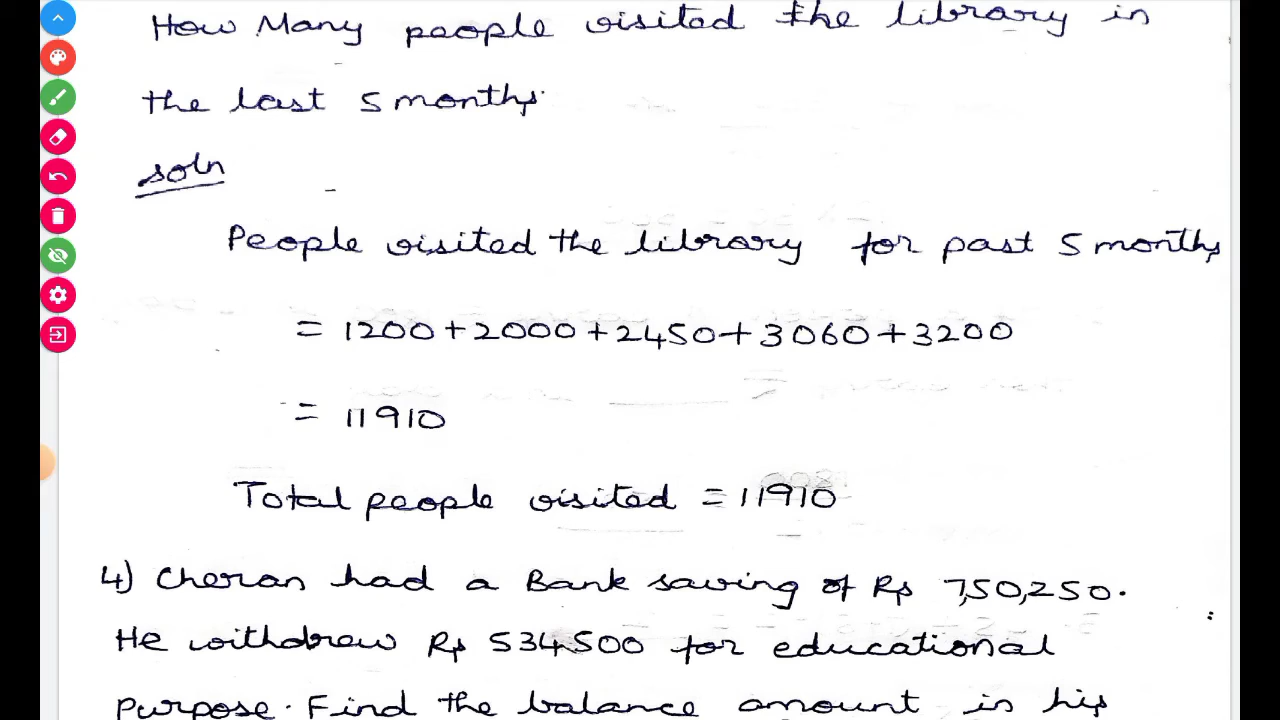 How Many people visited the library in
the last 5 months.
soln
People visited the library for past 5 months
= 1200 + 2000 + 2450 + 3060 + 3200
= 11910
Total people visited = 11910
4) Cheran had a Bank saving of Rs 7,50,250.
He withdrew Rs 534500 for educational
purpose. Find the balance amount in his